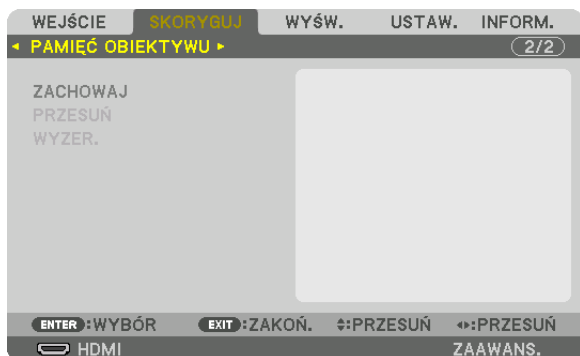 WEJŚCIE SKORYGUJ WYŚW. USTAW. INFORM.
◂ PAMIĘĆ OBIEKTYWU ▸ 2/2
ZACHOWAJ
PRZESUŃ
WYZER.
ENTER :WYBÓR EXIT :ZAKOŃ. ♦:PRZESUŃ ◂▸:PRZESUŃ
HDMI ZAAWANS.